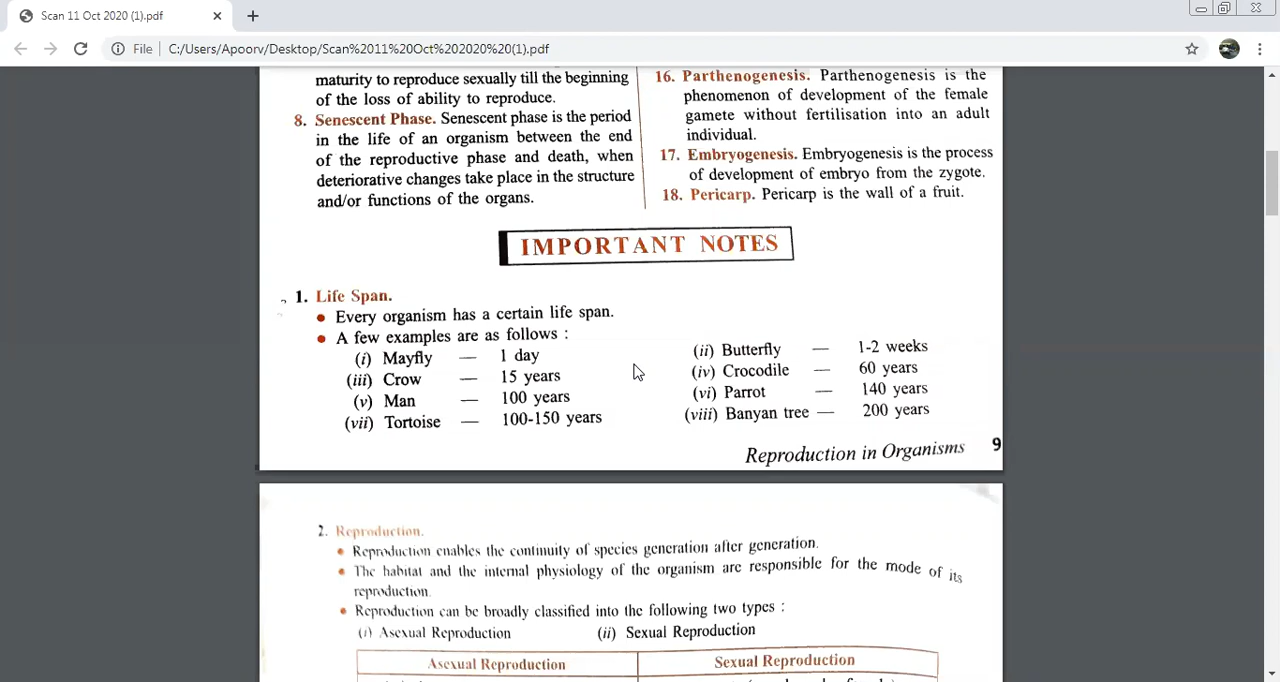 Scan 11 Oct 2020 (1).pdf
File
C:/Users/Apoorv/Desktop/Scan%2011%20Oct%202020%20(1).pdf
maturity to reproduce sexually till the beginning
of the loss of ability to reproduce.
8. Senescent Phase. Senescent phase is the period
in the life of an organism between the end
of the reproductive phase and death, when
deteriorative changes take place in the structure
and/or functions of the organs.
16. Parthenogenesis. Parthenogenesis is the
phenomenon of development of the female
gamete without fertilisation into an adult
individual.
17. Embryogenesis. Embryogenesis is the process
of development of embryo from the zygote.
18. Pericarp. Pericarp is the wall of a fruit.
IMPORTANT NOTES
1. Life Span.
• Every organism has a certain life span.
• A few examples are as follows :
(i) Mayfly — 1 day (ii) Butterfly — 1-2 weeks
(iii) Crow — 15 years (iv) Crocodile — 60 years
(v) Man — 100 years (vi) Parrot — 140 years
(vii) Tortoise — 100-150 years (viii) Banyan tree — 200 years
Reproduction in Organisms 9
2. Reproduction.
• Reproduction enables the continuity of species generation after generation.
• The habitat and the internal physiology of the organism are responsible for the mode of its
reproduction.
• Reproduction can be broadly classified into the following two types :
(i) Asexual Reproduction (ii) Sexual Reproduction
Asexual Reproduction Sexual Reproduction